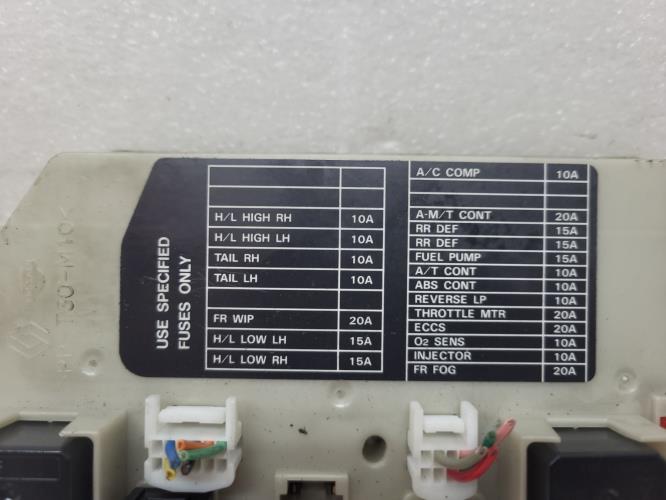 USE SPECIFIED
FUSES ONLY
H/L HIGH RH 10A
H/L HIGH LH 10A
TAIL RH 10A
TAIL LH 10A
FR WIP 20A
H/L LOW LH 15A
H/L LOW RH 15A
A/C COMP 10A
A-M/T CONT 20A
RR DEF 15A
RR DEF 15A
FUEL PUMP 15A
A/T CONT 10A
ABS CONT 10A
REVERSE LP 10A
THROTTLE MTR 20A
ECCS 20A
O2 SENS 10A
INJECTOR 10A
FR FOG 20A